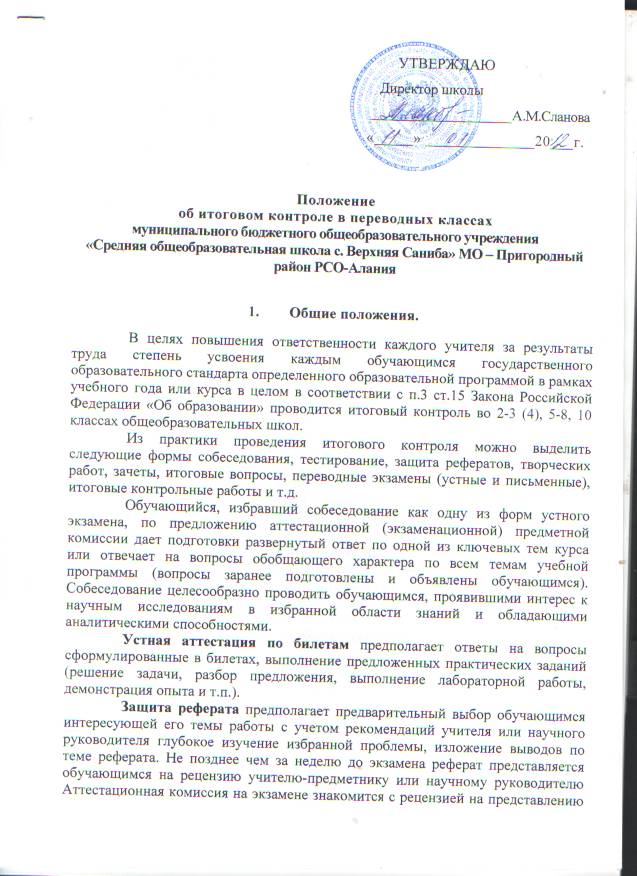 УТВЕРЖДАЮ
Директор школы
А.М.Сланова
« 11 » 01 2012 г.
Положение
об итоговом контроле в переводных классах
муниципального бюджетного общеобразовательного учреждения
«Средняя общеобразовательная школа с. Верхняя Саниба» МО – Пригородный
район РСО-Алания
1. Общие положения.
В целях повышения ответственности каждого учителя за результаты
труда степень усвоения каждым обучающимся государственного
образовательного стандарта определенного образовательной программой в рамках
учебного года или курса в целом в соответствии с п.3 ст.15 Закона Российской
Федерации «Об образовании» проводится итоговый контроль во 2-3 (4), 5-8, 10
классах общеобразовательных школ.
Из практики проведения итогового контроля можно выделить
следующие формы собеседования, тестирование, защита рефератов, творческих
работ, зачеты, итоговые вопросы, переводные экзамены (устные и письменные),
итоговые контрольные работы и т.д.
Обучающийся, избравший собеседование как одну из форм устного
экзамена, по предложению аттестационной (экзаменационной) предметной
комиссии дает подготовки развернутый ответ по одной из ключевых тем курса
или отвечает на вопросы обобщающего характера по всем темам учебной
программы (вопросы заранее подготовлены и объявлены обучающимся).
Собеседование целесообразно проводить обучающимся, проявившими интерес к
научным исследованиям в избранной области знаний и обладающими
аналитическими способностями.
Устная аттестация по билетам предполагает ответы на вопросы
сформулированные в билетах, выполнение предложенных практических заданий
(решение задачи, разбор предложения, выполнение лабораторной работы,
демонстрация опыта и т.п.).
Защита реферата предполагает предварительный выбор обучающимся
интересующей его темы работы с учетом рекомендаций учителя или научного
руководителя глубокое изучение избранной проблемы, изложение выводов по
теме реферата. Не позднее чем за неделю до экзамена реферат представляется
обучающимся на рецензию учителю-предметнику или научному руководителю
Аттестационная комиссия на экзамене знакомится с рецензией на представлению